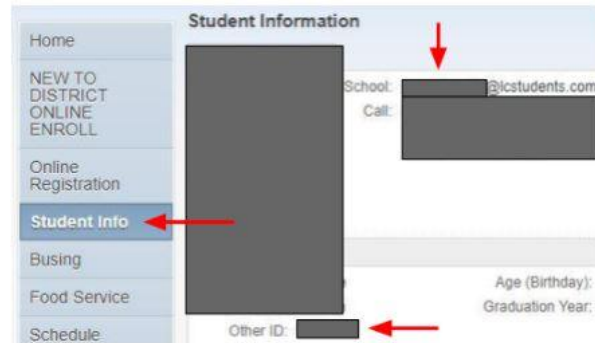 Student Information
Home
NEW TO
DISTRICT
ONLINE
ENROLL
Online
Registration
Student Info
Busing
Food Service
Schedule
School: @lcstudents.com
Call:
Age (Birthday):
Graduation Year:
Other ID: